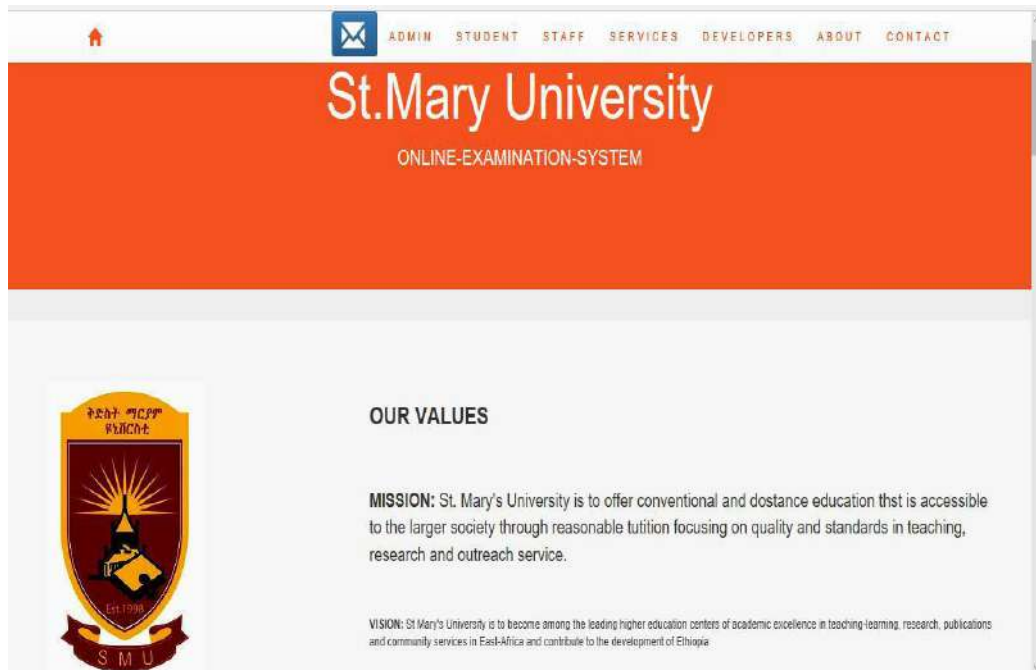 ADMIN STUDENT STAFF SERVICES DEVELOPERS ABOUT CONTACT
St.Mary University
ONLINE-EXAMINATION-SYSTEM
ቅድስት ማርያም
ዩኒቨርስቲ
Est.1998
SMU
OUR VALUES
MISSION: St. Mary's University is to offer conventional and dostance education thst is accessible
to the larger society through reasonable tutition focusing on quality and standards in teaching,
research and outreach service.
VISION: St Mary's University is to become among the leading higher education centers of academic excellence in teaching-learning, research, publications
and community services in East-Africa and contribute to the development of Ethiopia